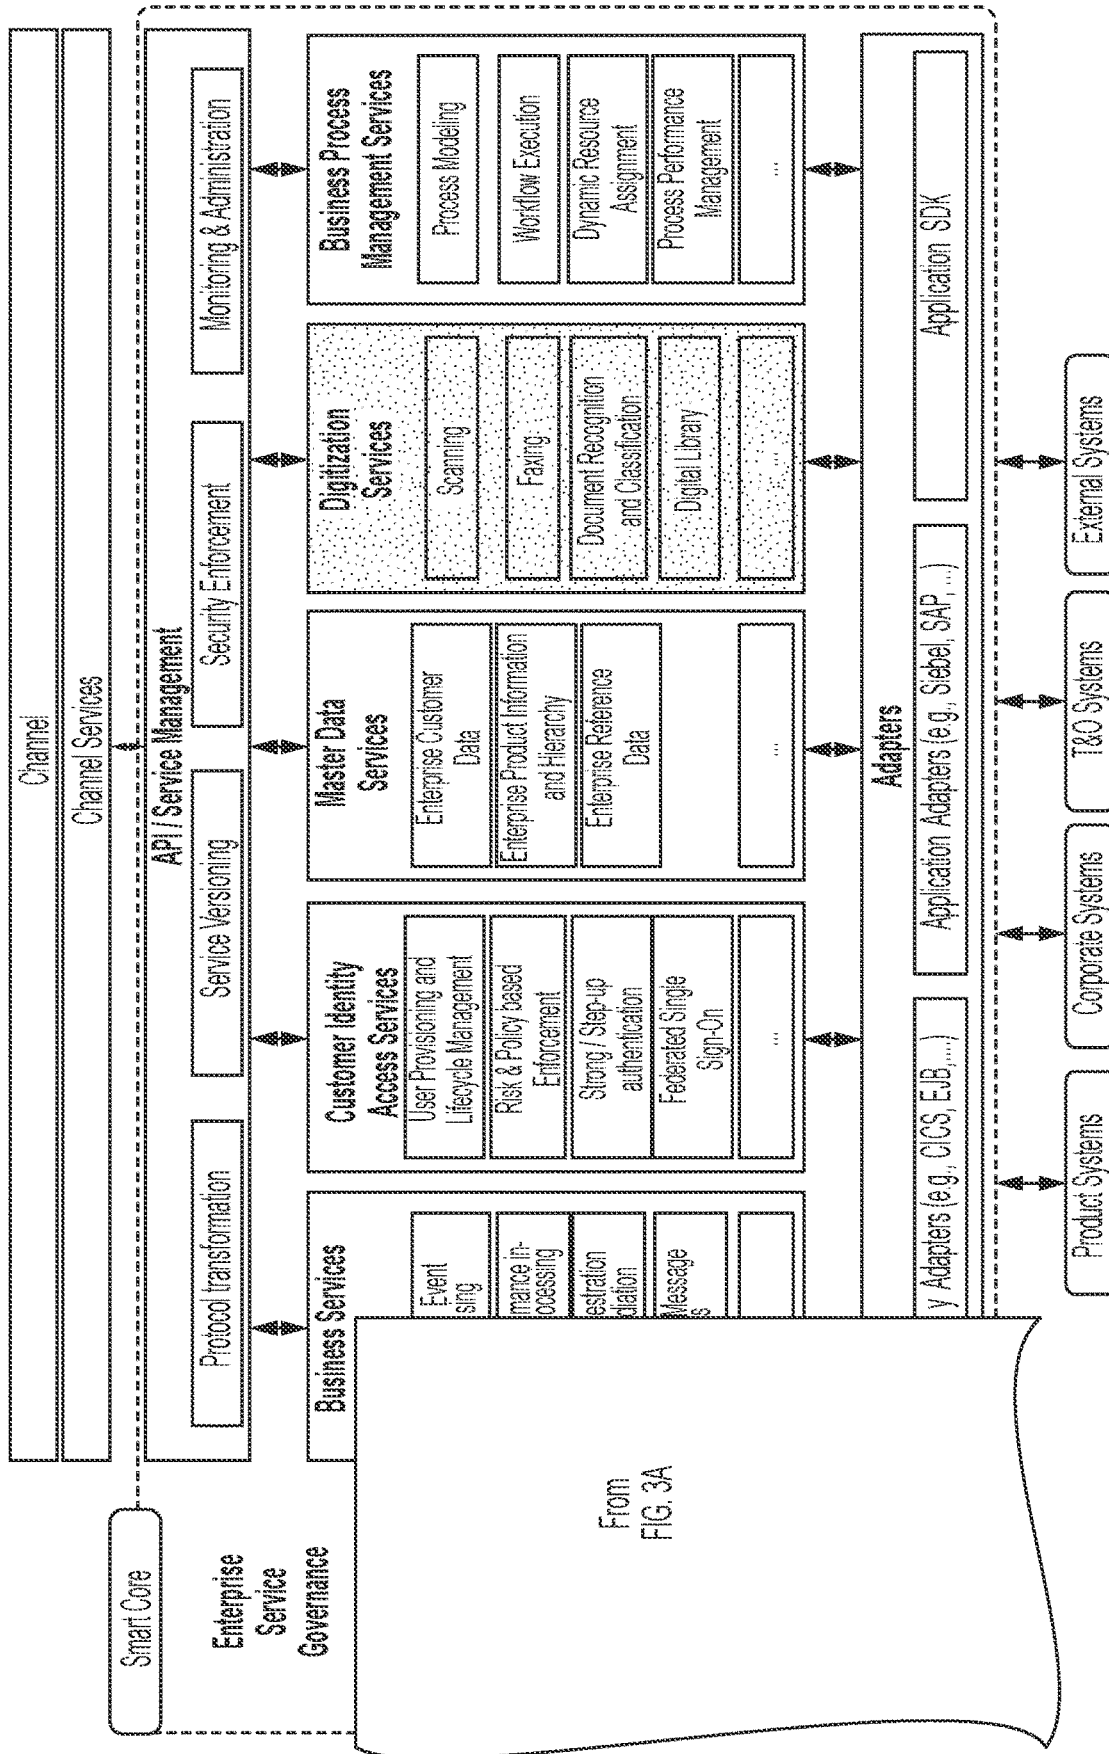 Channel
Channel Services
Smart Core
API / Service Management
Protocol transformation
Service Versioning
Security Enforcement
Monitoring & Administration
Enterprise
Service
Governance
Business Services
Event
sing
mance in-
ocessing
estration
diation
Message
s
Customer Identity
Access Services
User Provisioning and
Lifecycle Management
Risk & Policy based
Enforcement
Strong / Step-up
authentication
Federated Single
Sign-On
...
Master Data
Services
Enterprise Customer
Data
Enterprise Product Information
and Hierarchy
Enterprise Reference
Data
...
Digitization
Services
Scanning
Faxing
Document Recognition
and Classification
Digital Library
...
Business Process
Management Services
Process Modeling
Workflow Execution
Dynamic Resource
Assignment
Process Performance
Management
...
From
FIG. 3A
Adapters
y Adapters (e.g., CICS, EJB,....)
Application Adapters (e.g., Siebel, SAP, ...)
Application SDK
Product Systems
Corporate Systems
T&O Systems
External Systems